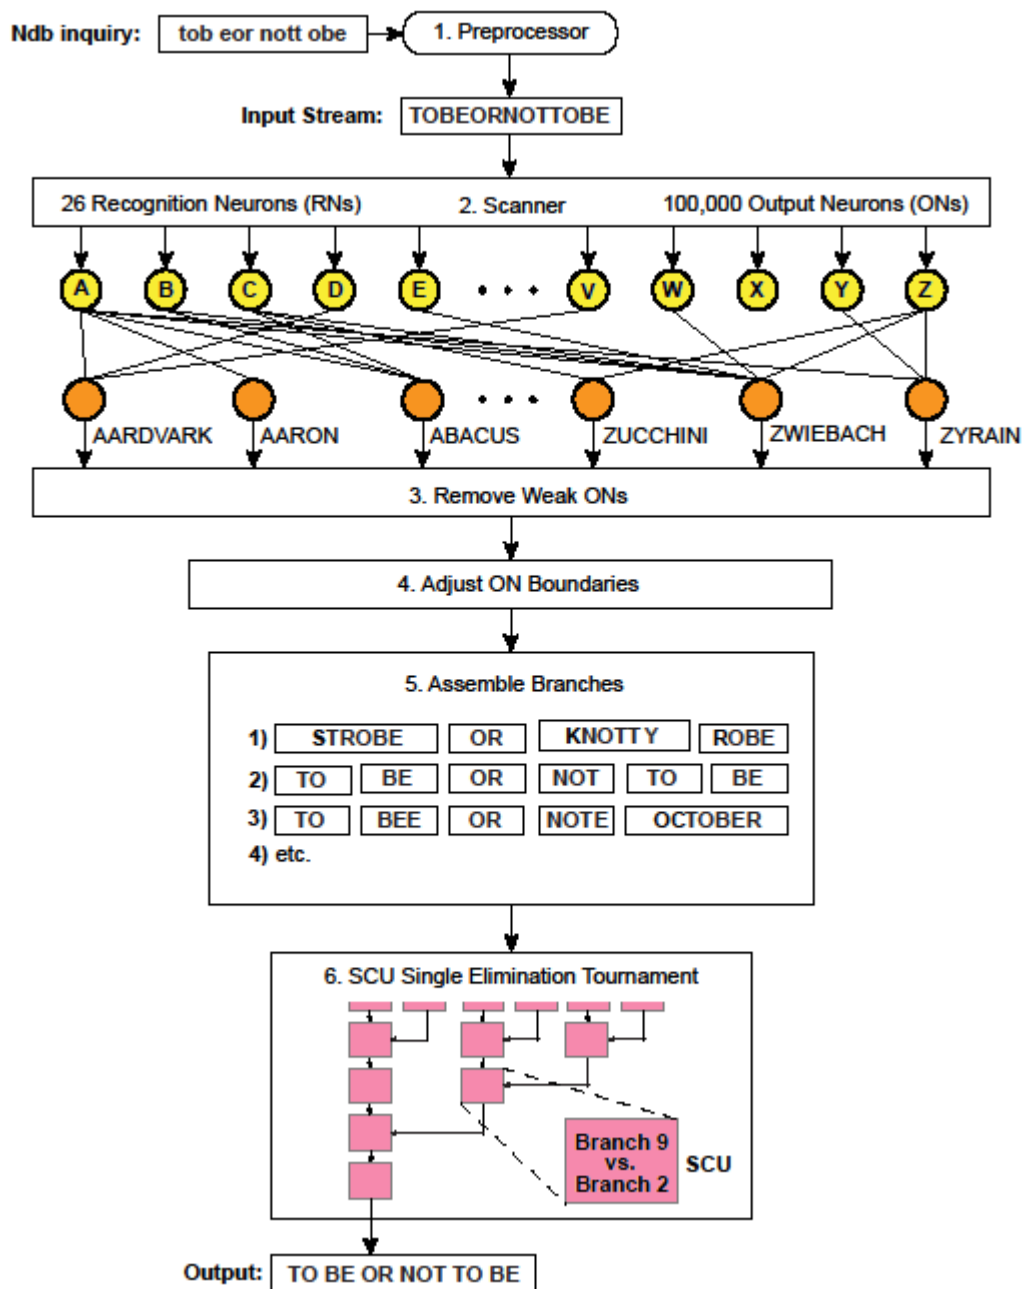 Ndb inquiry: tob eor nott obe 1. Preprocessor
Input Stream: TOBEORNOTTOBE
26 Recognition Neurons (RNs) 2. Scanner 100,000 Output Neurons (ONs)
A B C D E • • • V W X Y Z
• • •
AARDVARK AARON ABACUS ZUCCHINI ZWIEBACH ZYRAIN
3. Remove Weak ONs
4. Adjust ON Boundaries
5. Assemble Branches
1) STROBE OR KNOTTY ROBE
2) TO BE OR NOT TO BE
3) TO BEE OR NOTE OCTOBER
4) etc.
6. SCU Single Elimination Tournament
Branch 9
vs. SCU
Branch 2
Output: TO BE OR NOT TO BE